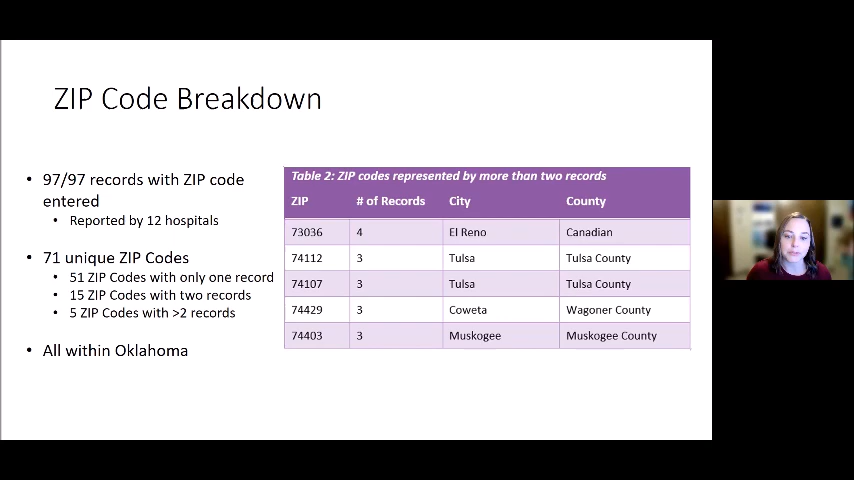 ZIP Code Breakdown
• 97/97 records with ZIP code
entered
• Reported by 12 hospitals
• 71 unique ZIP Codes
• 51 ZIP Codes with only one record
• 15 ZIP Codes with two records
• 5 ZIP Codes with >2 records
• All within Oklahoma
Table 2: ZIP codes represented by more than two records
ZIP # of Records City County
73036 4 El Reno Canadian
74112 3 Tulsa Tulsa County
74107 3 Tulsa Tulsa County
74429 3 Coweta Wagoner County
74403 3 Muskogee Muskogee County